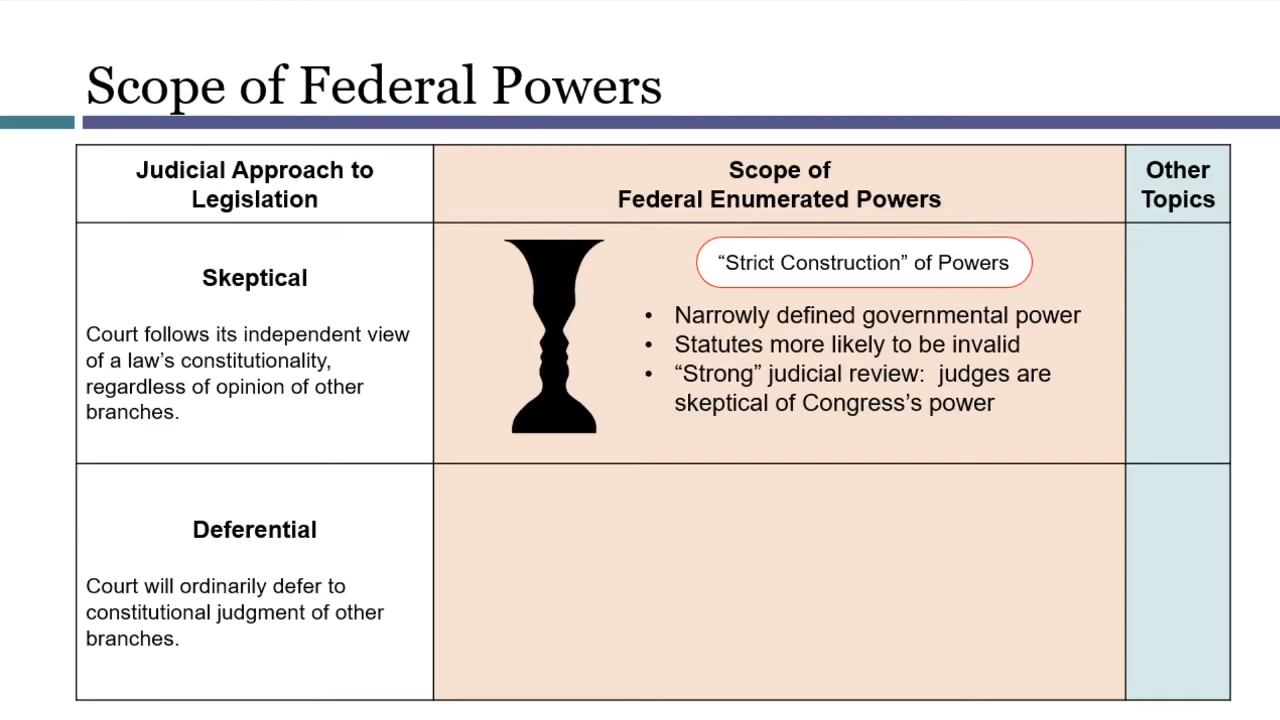 Scope of Federal Powers
Judicial Approach to
Legislation
Scope of
Federal Enumerated Powers
Other
Topics
Skeptical
Court follows its independent view
of a law’s constitutionality,
regardless of opinion of other
branches.
“Strict Construction” of Powers
• Narrowly defined governmental power
• Statutes more likely to be invalid
• “Strong” judicial review:  judges are
skeptical of Congress’s power
Deferential
Court will ordinarily defer to
constitutional judgment of other
branches.